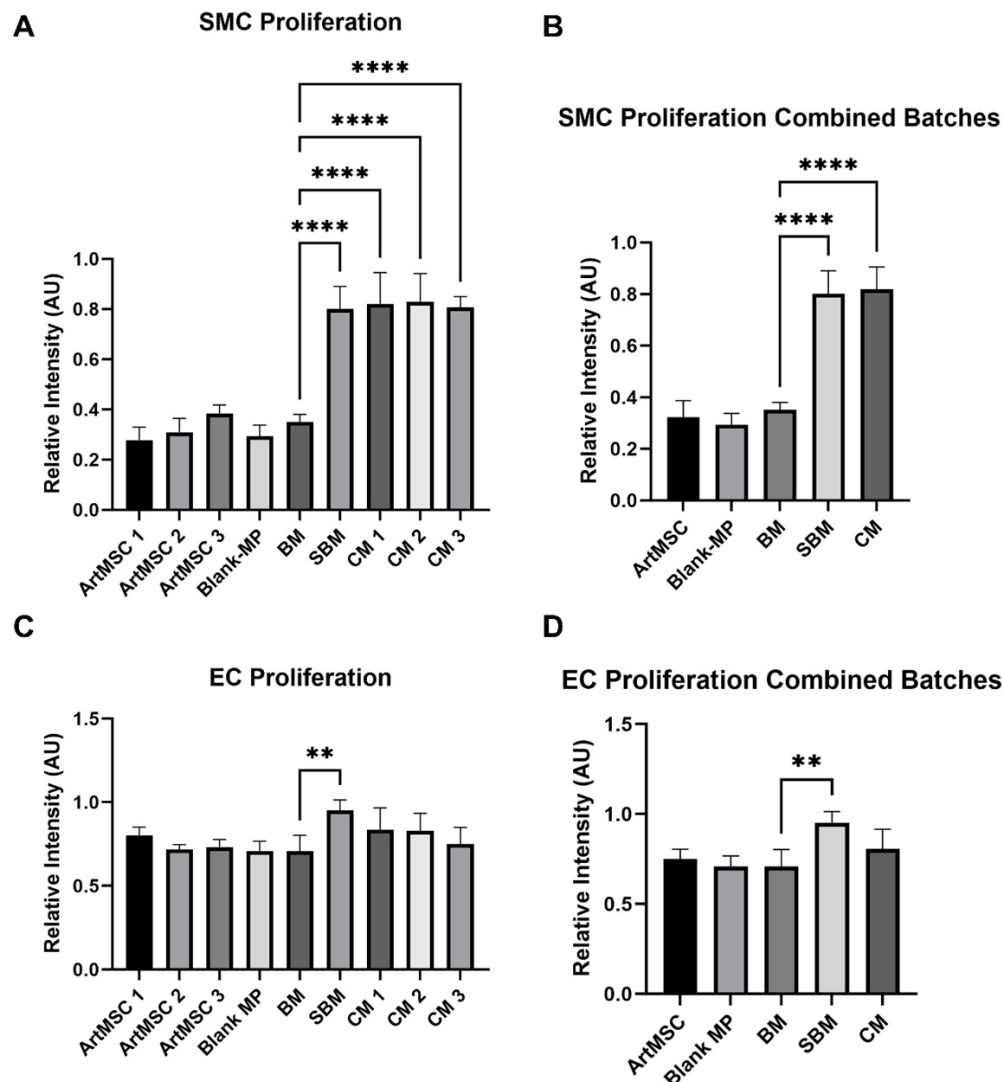 A
SMC Proliferation
****
****
****
****
Relative Intensity (AU)
1.0
0.8
0.6
0.4
0.2
0.0
ArtMSC 1
ArtMSC 2
ArtMSC 3
Blank-MP
BM
SBM
CM 1
CM 2
CM 3
B
SMC Proliferation Combined Batches
****
****
Relative Intensity (AU)
1.0
0.8
0.6
0.4
0.2
0.0
ArtMSC
Blank-MP
BM
SBM
CM
C
EC Proliferation
**
Relative Intensity (AU)
1.5
1.0
0.5
0.0
ArtMSC 1
ArtMSC 2
ArtMSC 3
Blank MP
BM
SBM
CM 1
CM 2
CM 3
D
EC Proliferation Combined Batches
**
Relative Intensity (AU)
1.5
1.0
0.5
0.0
ArtMSC
Blank MP
BM
SBM
CM